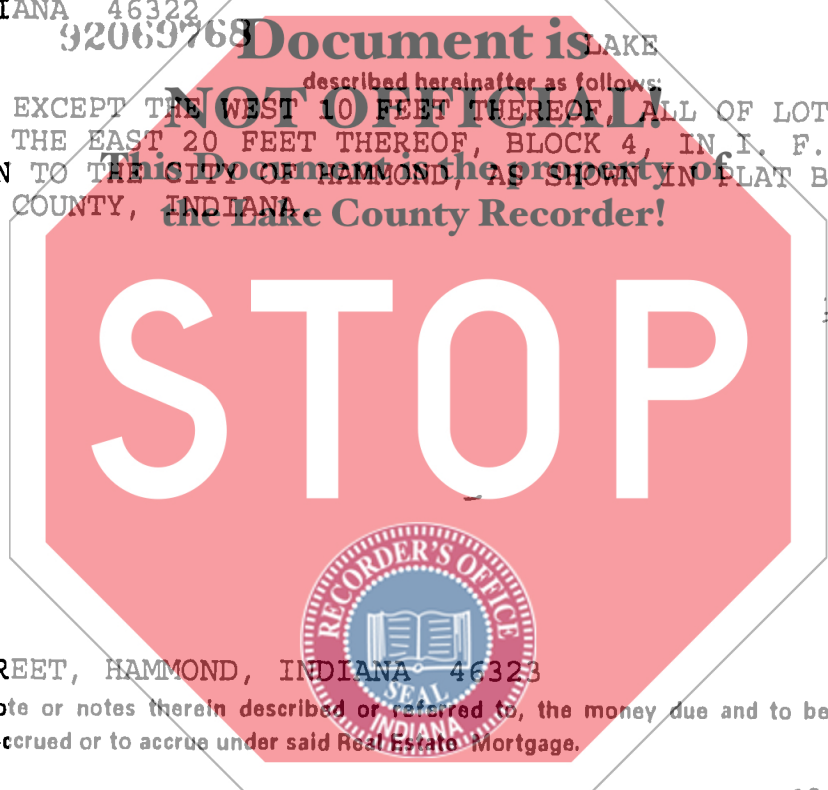 IANA 46322
92069768
Document is
LAKE
described hereinafter as follows:
NOT OFFICIAL!
EXCEPT THE WEST 10 FEET THEREOF, ALL OF LOT
THE EAST 20 FEET THEREOF, BLOCK 4, IN I. F.
This Document is the property of
N TO THE CITY OF HAMMOND, AS SHOWN IN PLAT B
the Lake County Recorder!
COUNTY, INDIANA.
STOP
RECORDER'S OFFICE
SEAL
INDIANA
REET, HAMMOND, INDIANA 46323
ote or notes therein described or referred to, the money due and to be
ccrued or to accrue under said Real Estate Mortgage.